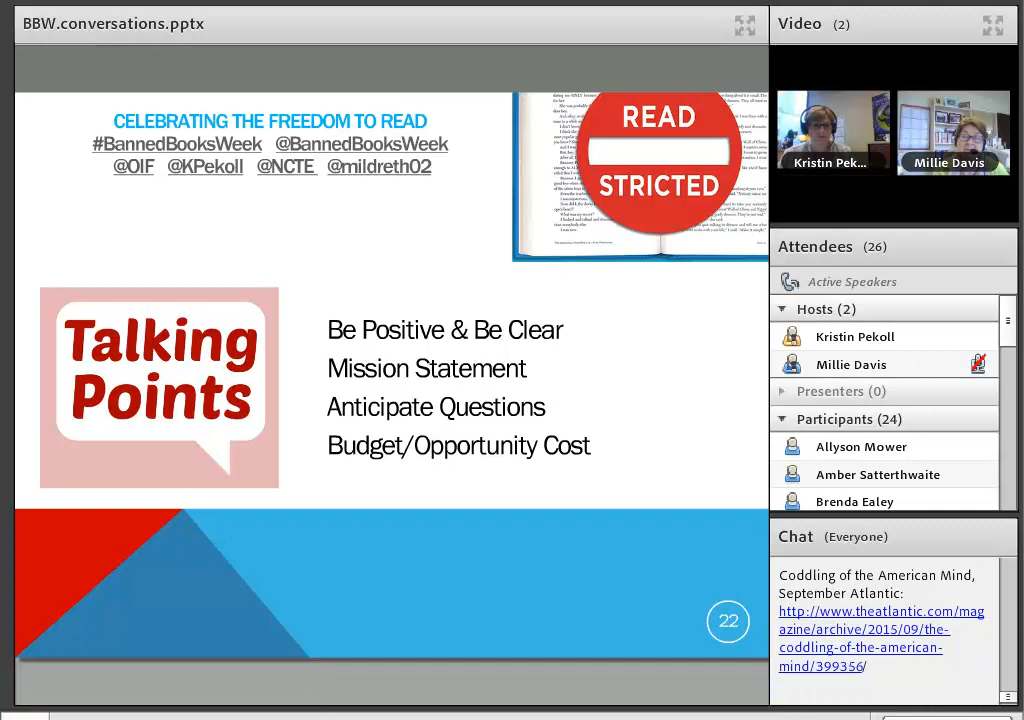 BBW.conversations.pptx
CELEBRATING THE FREEDOM TO READ
#BannedBooksWeek @BannedBooksWeek
@OIF @KPekoll @NCTE @mildreth02
READ
STRICTED
Talking
Points
Be Positive & Be Clear
Mission Statement
Anticipate Questions
Budget/Opportunity Cost
22
Video (2)
Kristin Pek...
Millie Davis
Attendees (26)
Active Speakers
Hosts (2)
Kristin Pekoll
Millie Davis
Presenters (0)
Participants (24)
Allyson Mower
Amber Satterthwaite
Brenda Ealey
Chat (Everyone)
Coddling of the American Mind,
September Atlantic:
http://www.theatlantic.com/mag
azine/archive/2015/09/the-
coddling-of-the-american-
mind/399356/